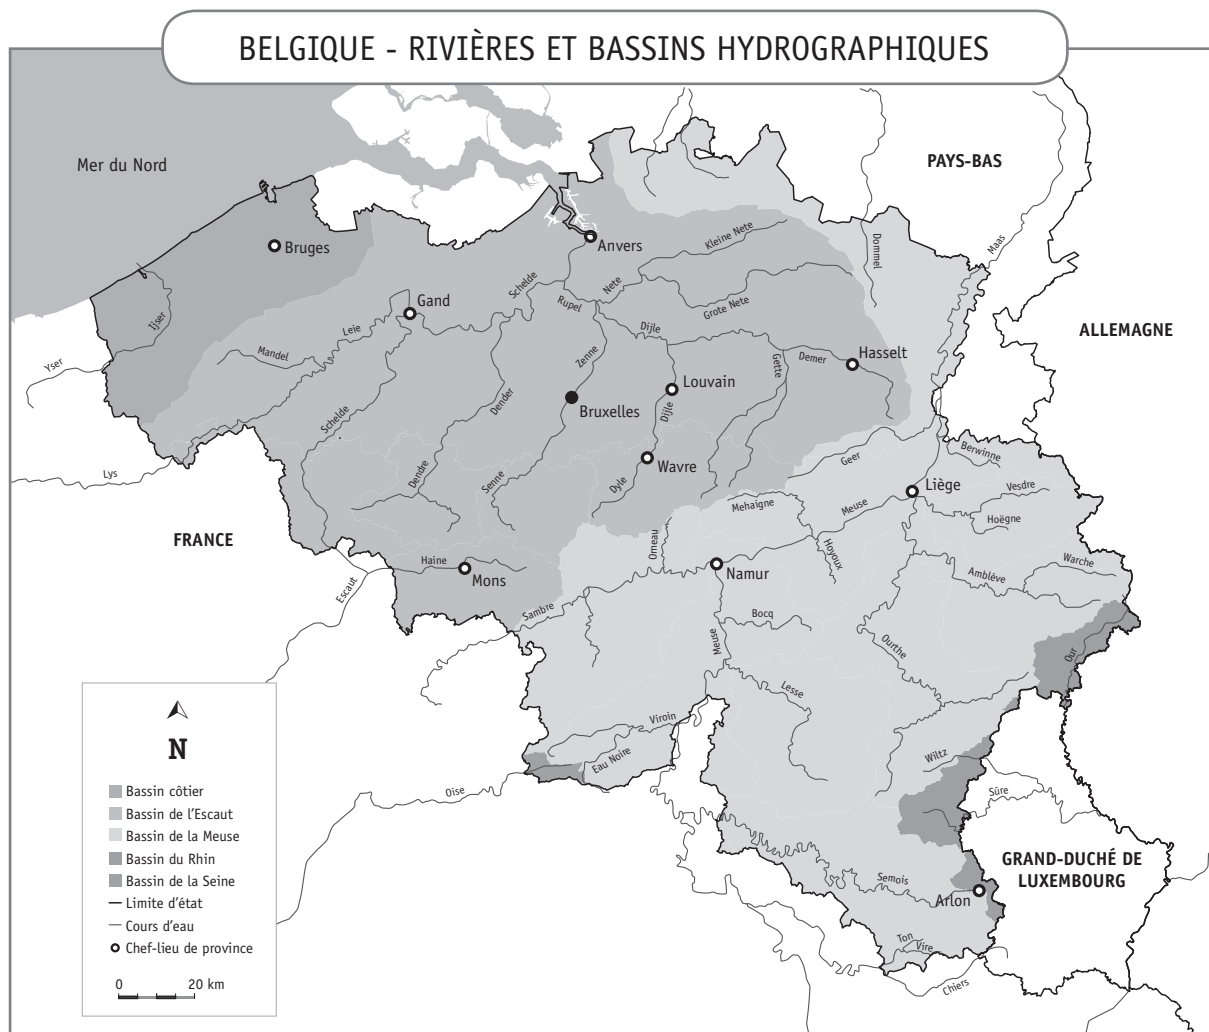 BELGIQUE - RIVIÈRES ET BASSINS HYDROGRAPHIQUES
Mer du Nord
PAYS-BAS
Bruges
Anvers
Kleine Nete
Dommel
Maas
Schelde
Nete
Rupel
Grote Nete
Gand
Ijser
Leie
Mandel
Yser
Dijle
Zenne
Gette
Demer
Hasselt
ALLEMAGNE
Louvain
Dijle
Bruxelles
Dender
Schelde
Lys
Dendre
Senne
Dyle
Wavre
Geer
Berwinne
Liège
Vesdre
Hoëgne
Mehaigne
Meuse
FRANCE
Haine
Mons
Escaut
Orneau
Namur
Hoyoux
Warche
Amblève
Sambre
Bocq
Meuse
Ourthe
Our
Lesse
Viroin
Eau Noire
Wiltz
Oise
Sûre
GRAND-DUCHÉ DE
LUXEMBOURG
Semois
Arlon
Ton
Vire
Chiers
N
Bassin côtier
Bassin de l'Escaut
Bassin de la Meuse
Bassin du Rhin
Bassin de la Seine
Limite d'état
Cours d'eau
Chef-lieu de province
0 20 km